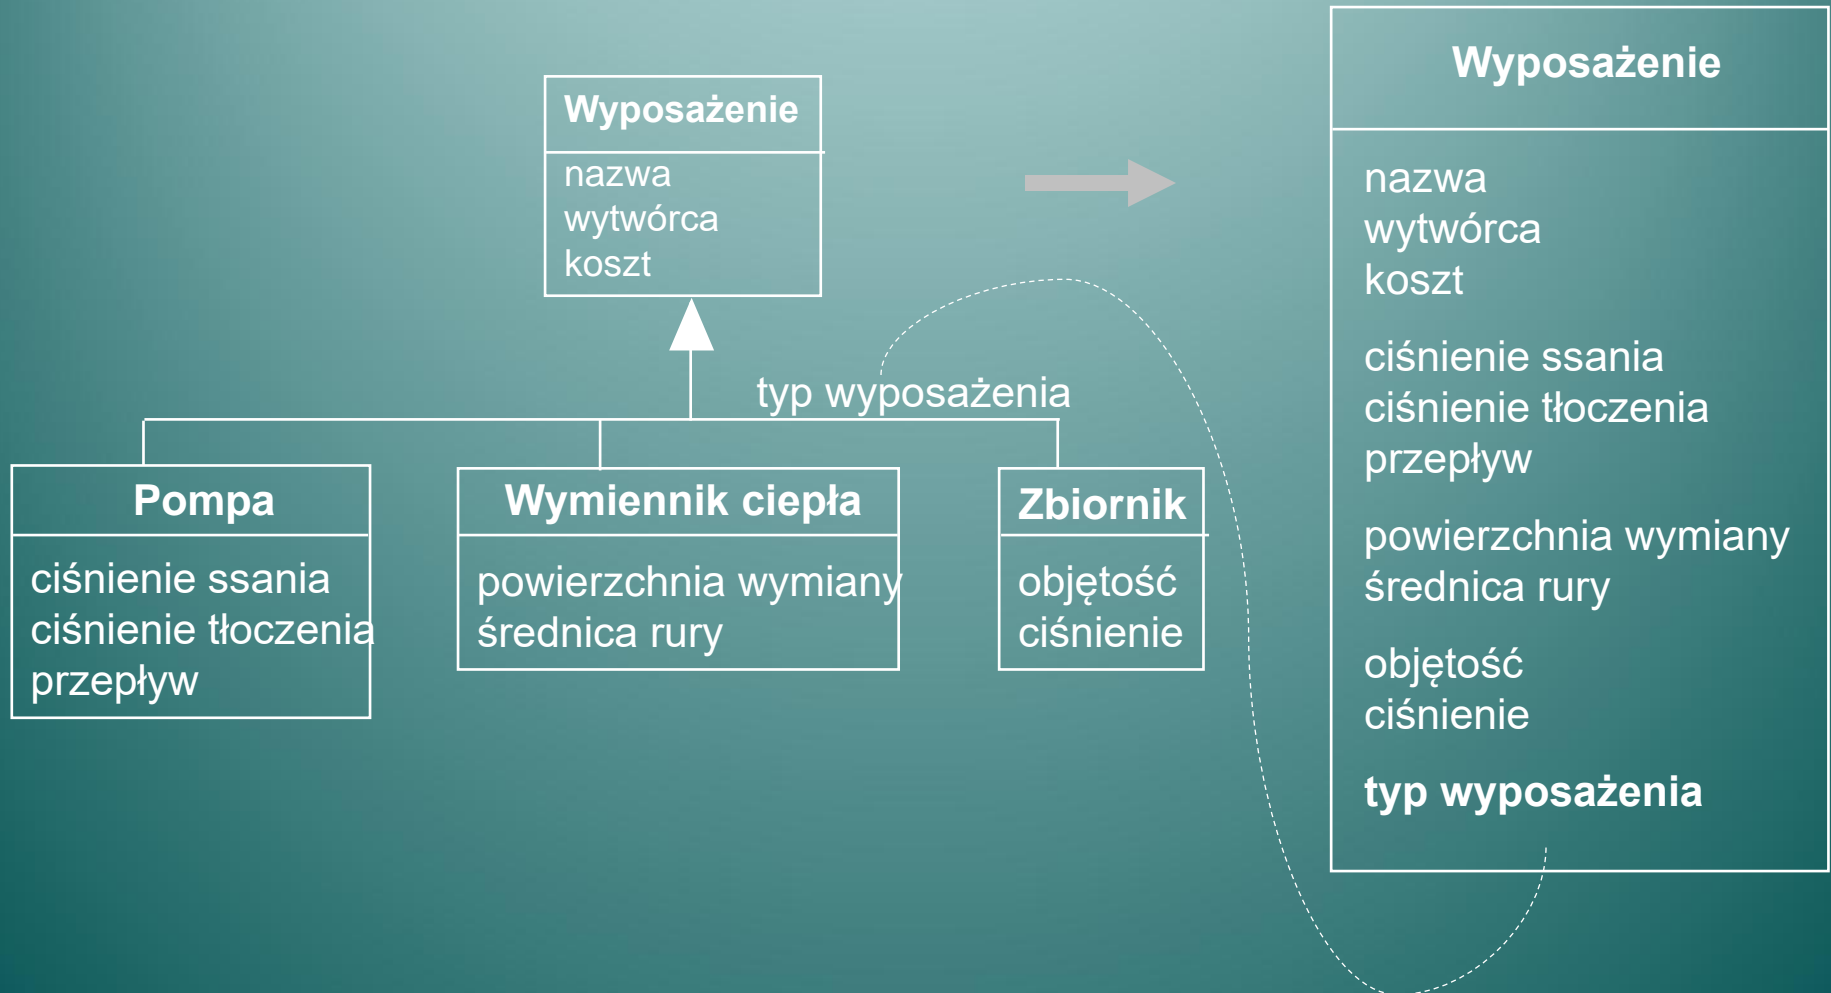 Wyposażenie
nazwa
wytwórca
koszt
typ wyposażenia
Pompa
ciśnienie ssania
ciśnienie tłoczenia
przepływ
Wymiennik ciepła
powierzchnia wymiany
średnica rury
Zbiornik
objętość
ciśnienie
Wyposażenie
nazwa
wytwórca
koszt
ciśnienie ssania
ciśnienie tłoczenia
przepływ
powierzchnia wymiany
średnica rury
objętość
ciśnienie
typ wyposażenia